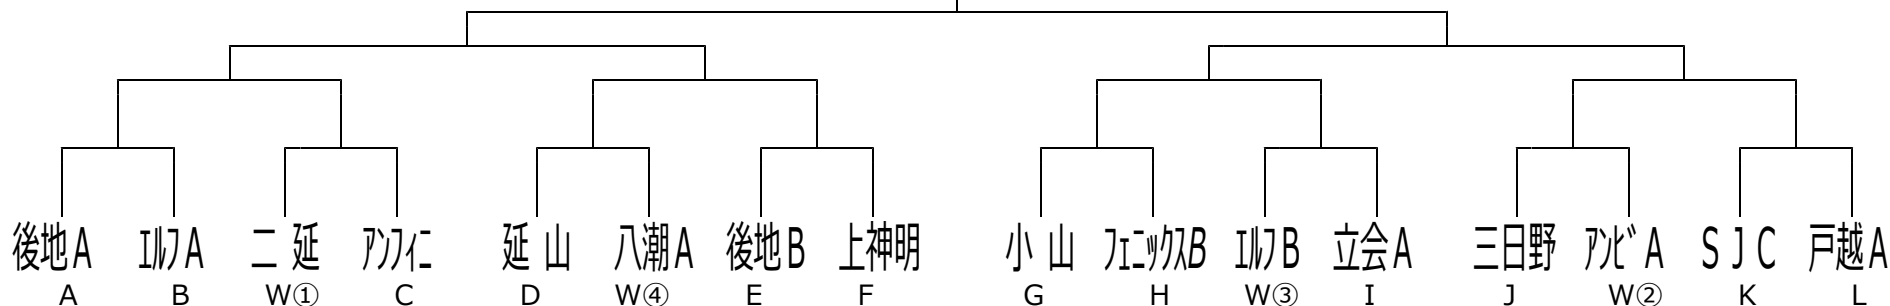 後地A ｴﾙﾌA 二 延 ｱﾝﾌｨﾆ 延 山 八潮A 後地B 上神明 小 山 ﾌｪﾆｯｸｽB ｴﾙﾌB 立会A 三日野 ｱﾝﾋﾞA ＳＪＣ 戸越A
A B W① C D W④ E F G H W③ I J W② K L